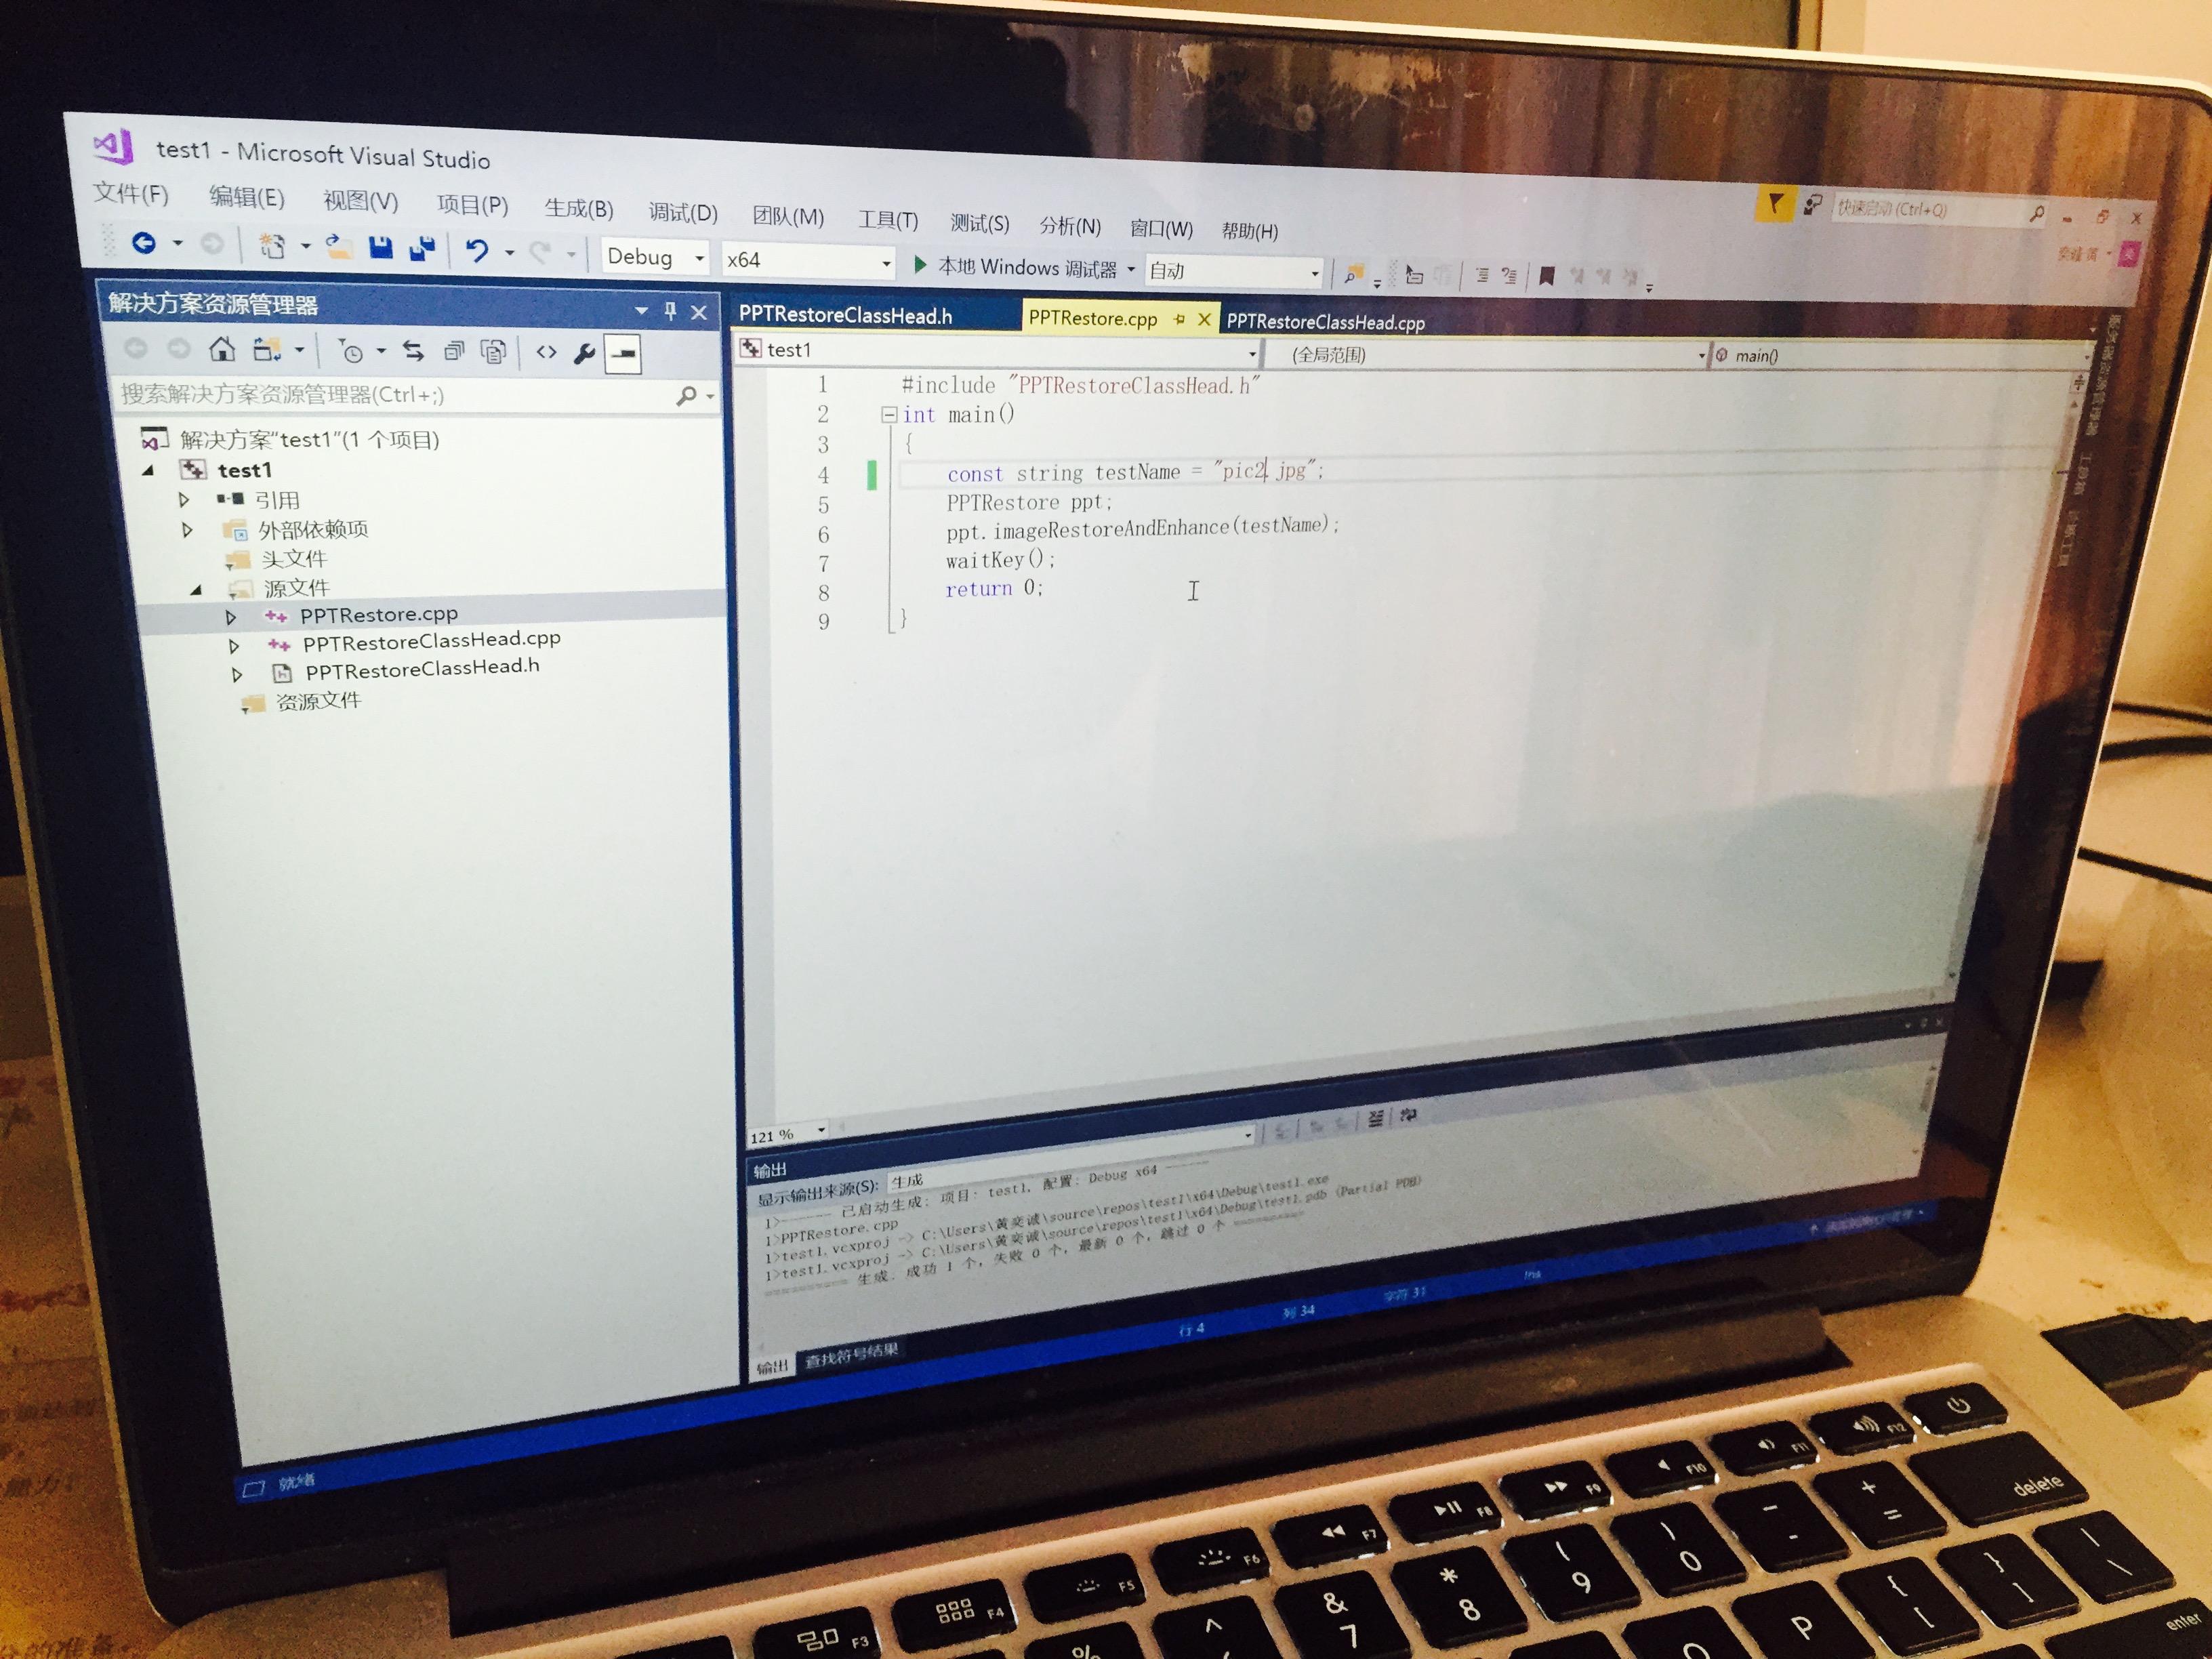 test1 - Microsoft Visual Studio
快速启动 (Ctrl+Q)
文件(F) 编辑(E) 视图(V) 项目(P) 生成(B) 调试(D) 团队(M) 工具(T) 测试(S) 分析(N) 窗口(W) 帮助(H)
Debug x64 本地 Windows 调试器 自动
解决方案资源管理器
搜索解决方案资源管理器(Ctrl+;)
解决方案"test1"(1 个项目)
test1
引用
外部依赖项
头文件
源文件
PPTRestore.cpp
PPTRestoreClassHead.cpp
PPTRestoreClassHead.h
资源文件
PPTRestoreClassHead.h PPTRestore.cpp PPTRestoreClassHead.cpp
test1 (全局范围) main()
1 #include "PPTRestoreClassHead.h"
2 int main()
3 {
4 const string testName = "pic2.jpg";
5 PPTRestore ppt;
6 ppt.imageRestoreAndEnhance(testName);
7 waitKey();
8 return 0;
9 }
121 %
输出
显示输出来源(S): 生成
1>------ 已启动生成: 项目: test1, 配置: Debug x64 ------
1>PPTRestore.cpp
1>test1.vcxproj -> C:\Users\黄奕诚\source\repos\test1\x64\Debug\test1.exe
1>test1.vcxproj -> C:\Users\黄奕诚\source\repos\test1\x64\Debug\test1.pdb (Partial PDB)
========== 生成: 成功 1 个，失败 0 个，最新 0 个，跳过 0 个 ==========
输出 查找符号结果
就绪 行 4 列 34 字符 31 Ins
F3 F4 F5 F6 F7 F8 F9 F10 F11 F12
% ^ & 7 * 8 ( 9 ) 0 - + = delete
O P { [ } ] | \
enter